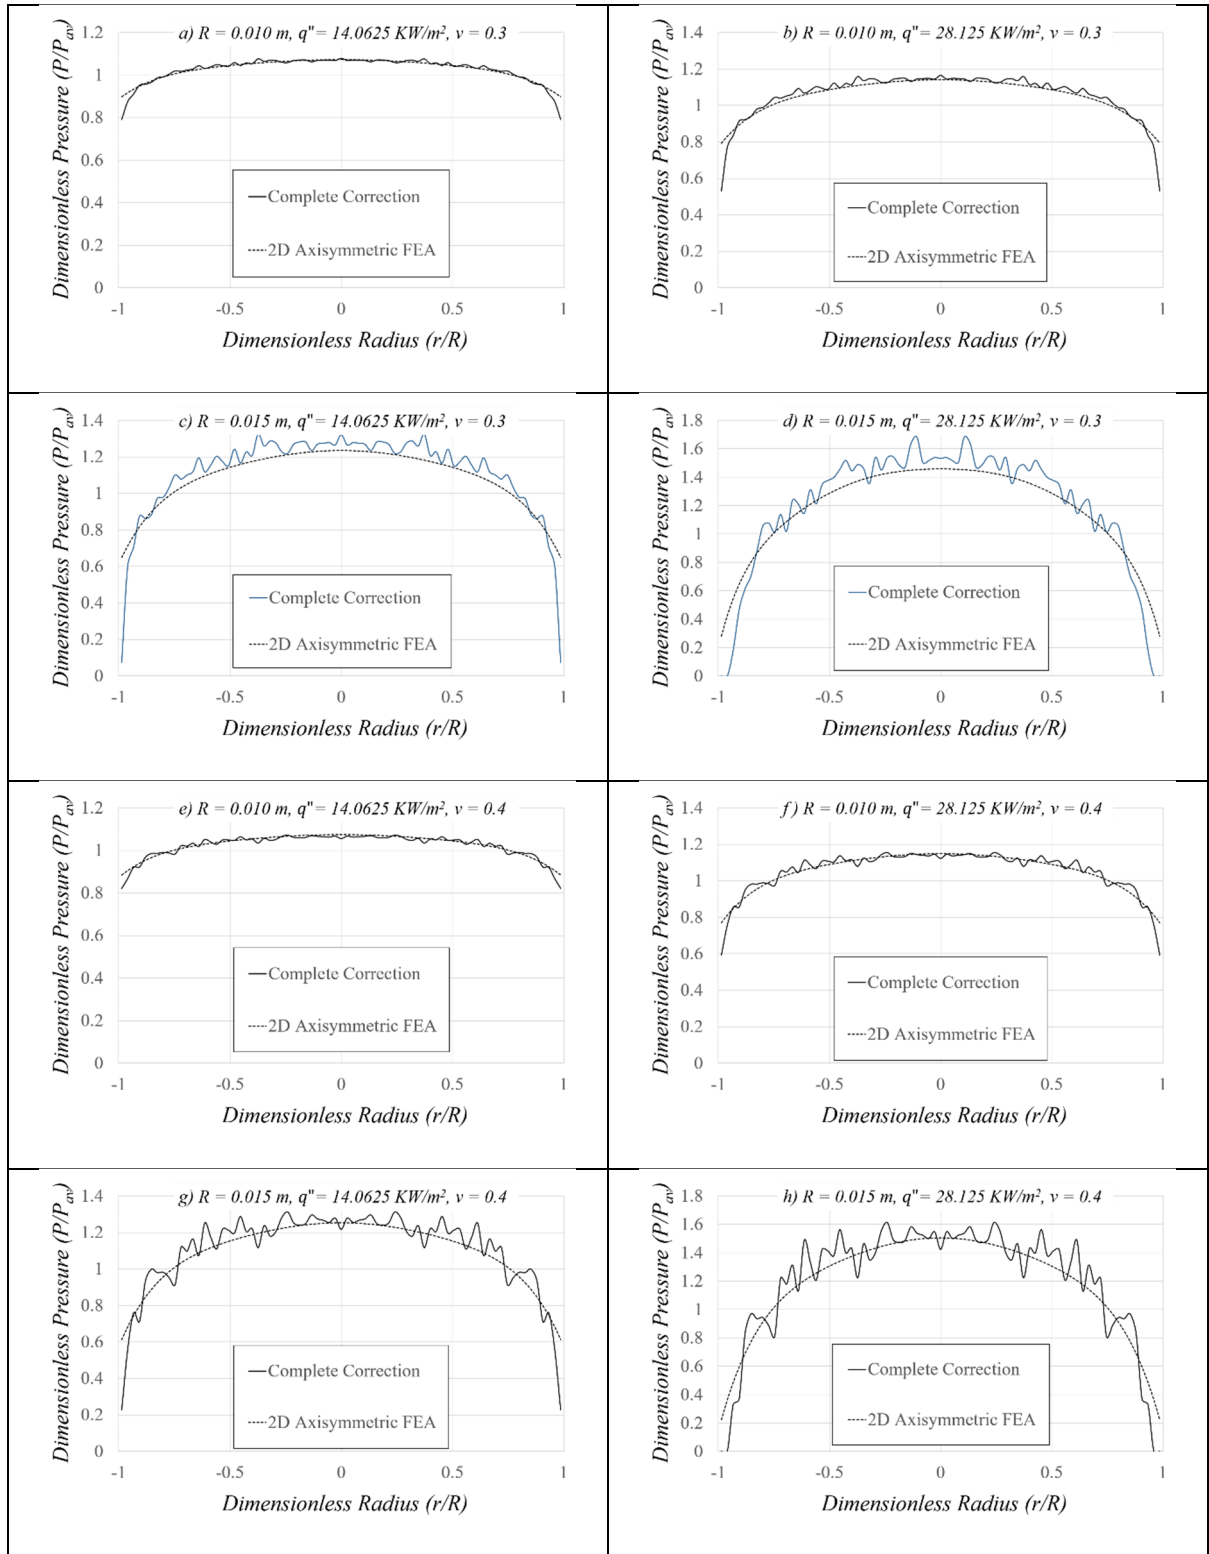 a) R = 0.010 m, q"= 14.0625 KW/m², v = 0.3
Dimensionless Pressure (P/Pav)
1.2
1
0.8
0.6
0.4
0.2
0
Complete Correction
2D Axisymmetric FEA
-1 -0.5 0 0.5 1
Dimensionless Radius (r/R)
b) R = 0.010 m, q"= 28.125 KW/m², v = 0.3
Dimensionless Pressure (P/Pav)
1.4
1.2
1
0.8
0.6
0.4
0.2
0
Complete Correction
2D Axisymmetric FEA
-1 -0.5 0 0.5 1
Dimensionless Radius (r/R)
c) R = 0.015 m, q"= 14.0625 KW/m², v = 0.3
Dimensionless Pressure (P/Pav)
1.4
1.2
1
0.8
0.6
0.4
0.2
0
Complete Correction
2D Axisymmetric FEA
-1 -0.5 0 0.5 1
Dimensionless Radius (r/R)
d) R = 0.015 m, q"= 28.125 KW/m², v = 0.3
Dimensionless Pressure (P/Pav)
1.8
1.6
1.4
1.2
1
0.8
0.6
0.4
0.2
0
Complete Correction
2D Axisymmetric FEA
-1 -0.5 0 0.5 1
Dimensionless Radius (r/R)
e) R = 0.010 m, q"= 14.0625 KW/m², v = 0.4
Dimensionless Pressure (P/Pav)
1.2
1
0.8
0.6
0.4
0.2
0
Complete Correction
2D Axisymmetric FEA
-1 -0.5 0 0.5 1
Dimensionless Radius (r/R)
f) R = 0.010 m, q"= 28.125 KW/m², v = 0.4
Dimensionless Pressure (P/Pav)
1.4
1.2
1
0.8
0.6
0.4
0.2
0
Complete Correction
2D Axisymmetric FEA
-1 -0.5 0 0.5 1
Dimensionless Radius (r/R)
g) R = 0.015 m, q"= 14.0625 KW/m², v = 0.4
Dimensionless Pressure (P/Pav)
1.4
1.2
1
0.8
0.6
0.4
0.2
0
Complete Correction
2D Axisymmetric FEA
-1 -0.5 0 0.5 1
Dimensionless Radius (r/R)
h) R = 0.015 m, q"= 28.125 KW/m², v = 0.4
Dimensionless Pressure (P/Pav)
1.8
1.6
1.4
1.2
1
0.8
0.6
0.4
0.2
0
Complete Correction
2D Axisymmetric FEA
-1 -0.5 0 0.5 1
Dimensionless Radius (r/R)